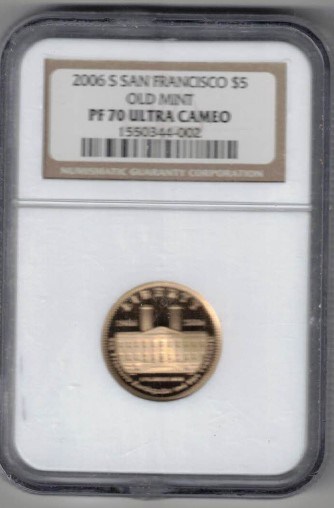 2006 S SAN FRANCISCO $5
OLD MINT
PF 70 ULTRA CAMEO
1550344-002
NUMISMATIC GUARANTY CORPORATION